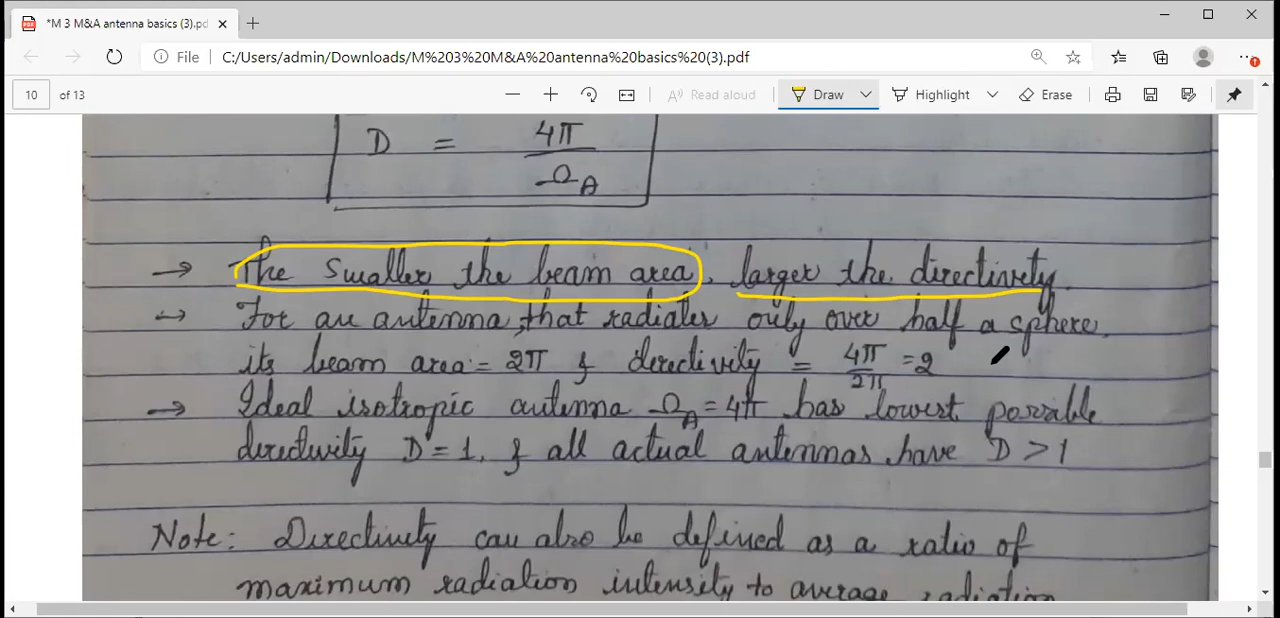 *M 3 M&A antenna basics (3).pd
File C:/Users/admin/Downloads/M%203%20M&A%20antenna%20basics%20(3).pdf
10 of 13 Read aloud Draw Highlight Erase
D = 4π / Ω_A
→ The smaller the beam area, larger the directivity.
↔ For an antenna, that radiates only over half a sphere.
its beam area = 2π & directivity = 4π/2π = 2
→ Ideal isotropic antenna Ω_A = 4π has lowest possible
directivity D = 1, & all actual antennas have D > 1
Note: Directivity can also be defined as a ratio of
maximum radiation intensity to average radiation